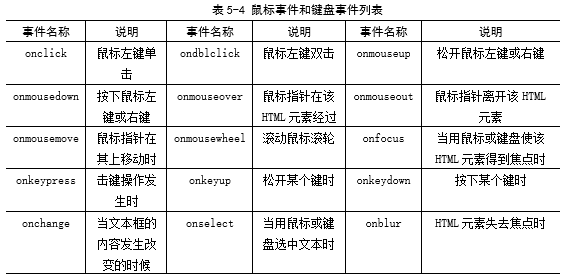 表 5-4 鼠标事件和键盘事件列表
事件名称 说明 事件名称 说明 事件名称 说明
onclick 鼠标左键单 ondblclick 鼠标左键双击 onmouseup 松开鼠标左键或右键
击
onmousedown 按下鼠标左 onmouseover 鼠标指针在该 onmouseout 鼠标指针离开该 HTML
键或右键 HTML 元素经过 元素
onmousemove 鼠标指针在 onmousewheel 滚动鼠标滚轮 onfocus 当用鼠标或键盘使该
其上移动时 HTML 元素得到焦点时
onkeypress 击键操作发 onkeyup 松开某个键时 onkeydown 按下某个键时
生时
onchange 当文本框的 onselect 当用鼠标或键 onblur HTML 元素失去焦点时
内容发生改 盘选中文本时
变的时候